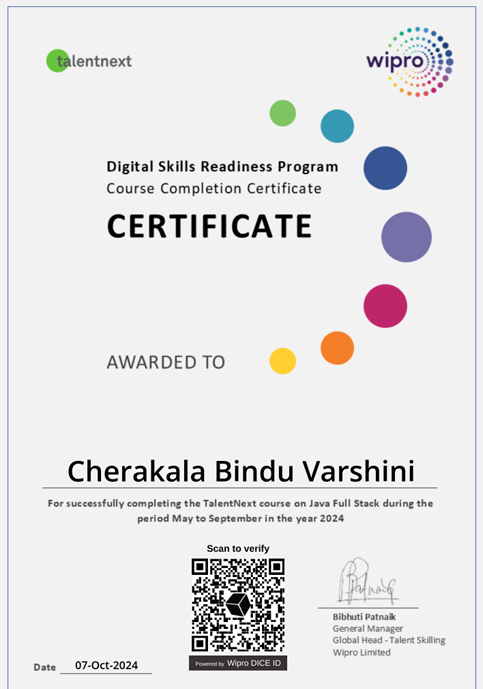 talentnext
wipro
Digital Skills Readiness Program
Course Completion Certificate
CERTIFICATE
AWARDED TO
Cherakala Bindu Varshini
For successfully completing the TalentNext course on Java Full Stack during the
period May to September in the year 2024
Scan to verify
Powered by Wipro DICE ID
Bibhuti Patnaik
General Manager
Global Head - Talent Skilling
Wipro Limited
Date 07-Oct-2024